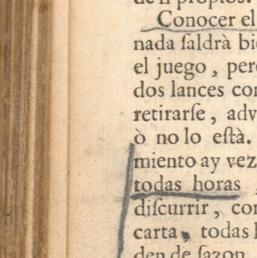 de ſi propios.
Conocer el
nada ſaldrà bi
el juego, per
dos lances con
retirarſe, adv
ò no lo eſtà.
miento ay vez
todas horas
diſcurrir, co
carta, todas h
den de ſazon